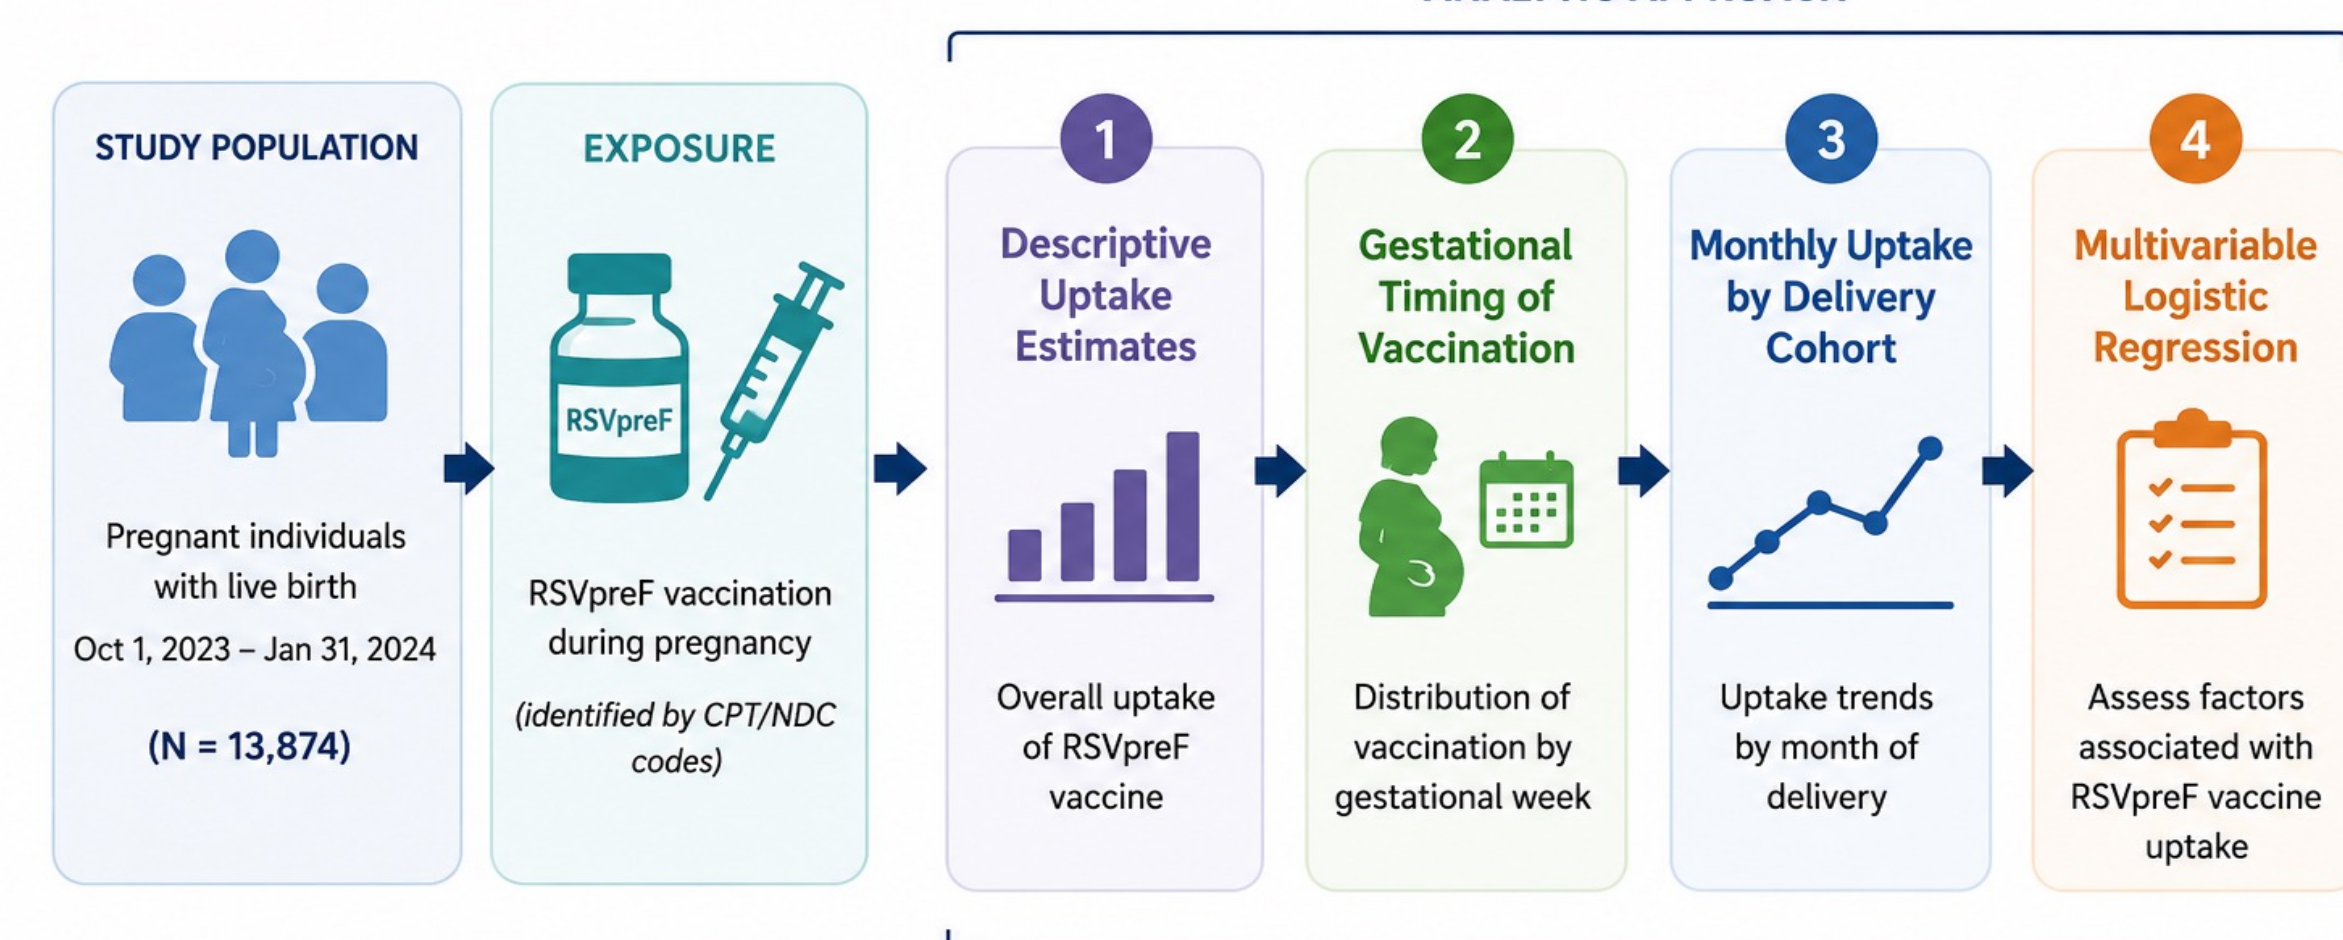 STUDY POPULATION
Pregnant individuals
with live birth
Oct 1, 2023 – Jan 31, 2024
(N = 13,874)
EXPOSURE
RSVpreF
RSVpreF vaccination
during pregnancy
(identified by CPT/NDC
codes)
1
Descriptive
Uptake
Estimates
Overall uptake
of RSVpreF
vaccine
2
Gestational
Timing of
Vaccination
Distribution of
vaccination by
gestational week
3
Monthly Uptake
by Delivery
Cohort
Uptake trends
by month of
delivery
4
Multivariable
Logistic
Regression
Assess factors
associated with
RSVpreF vaccine
uptake